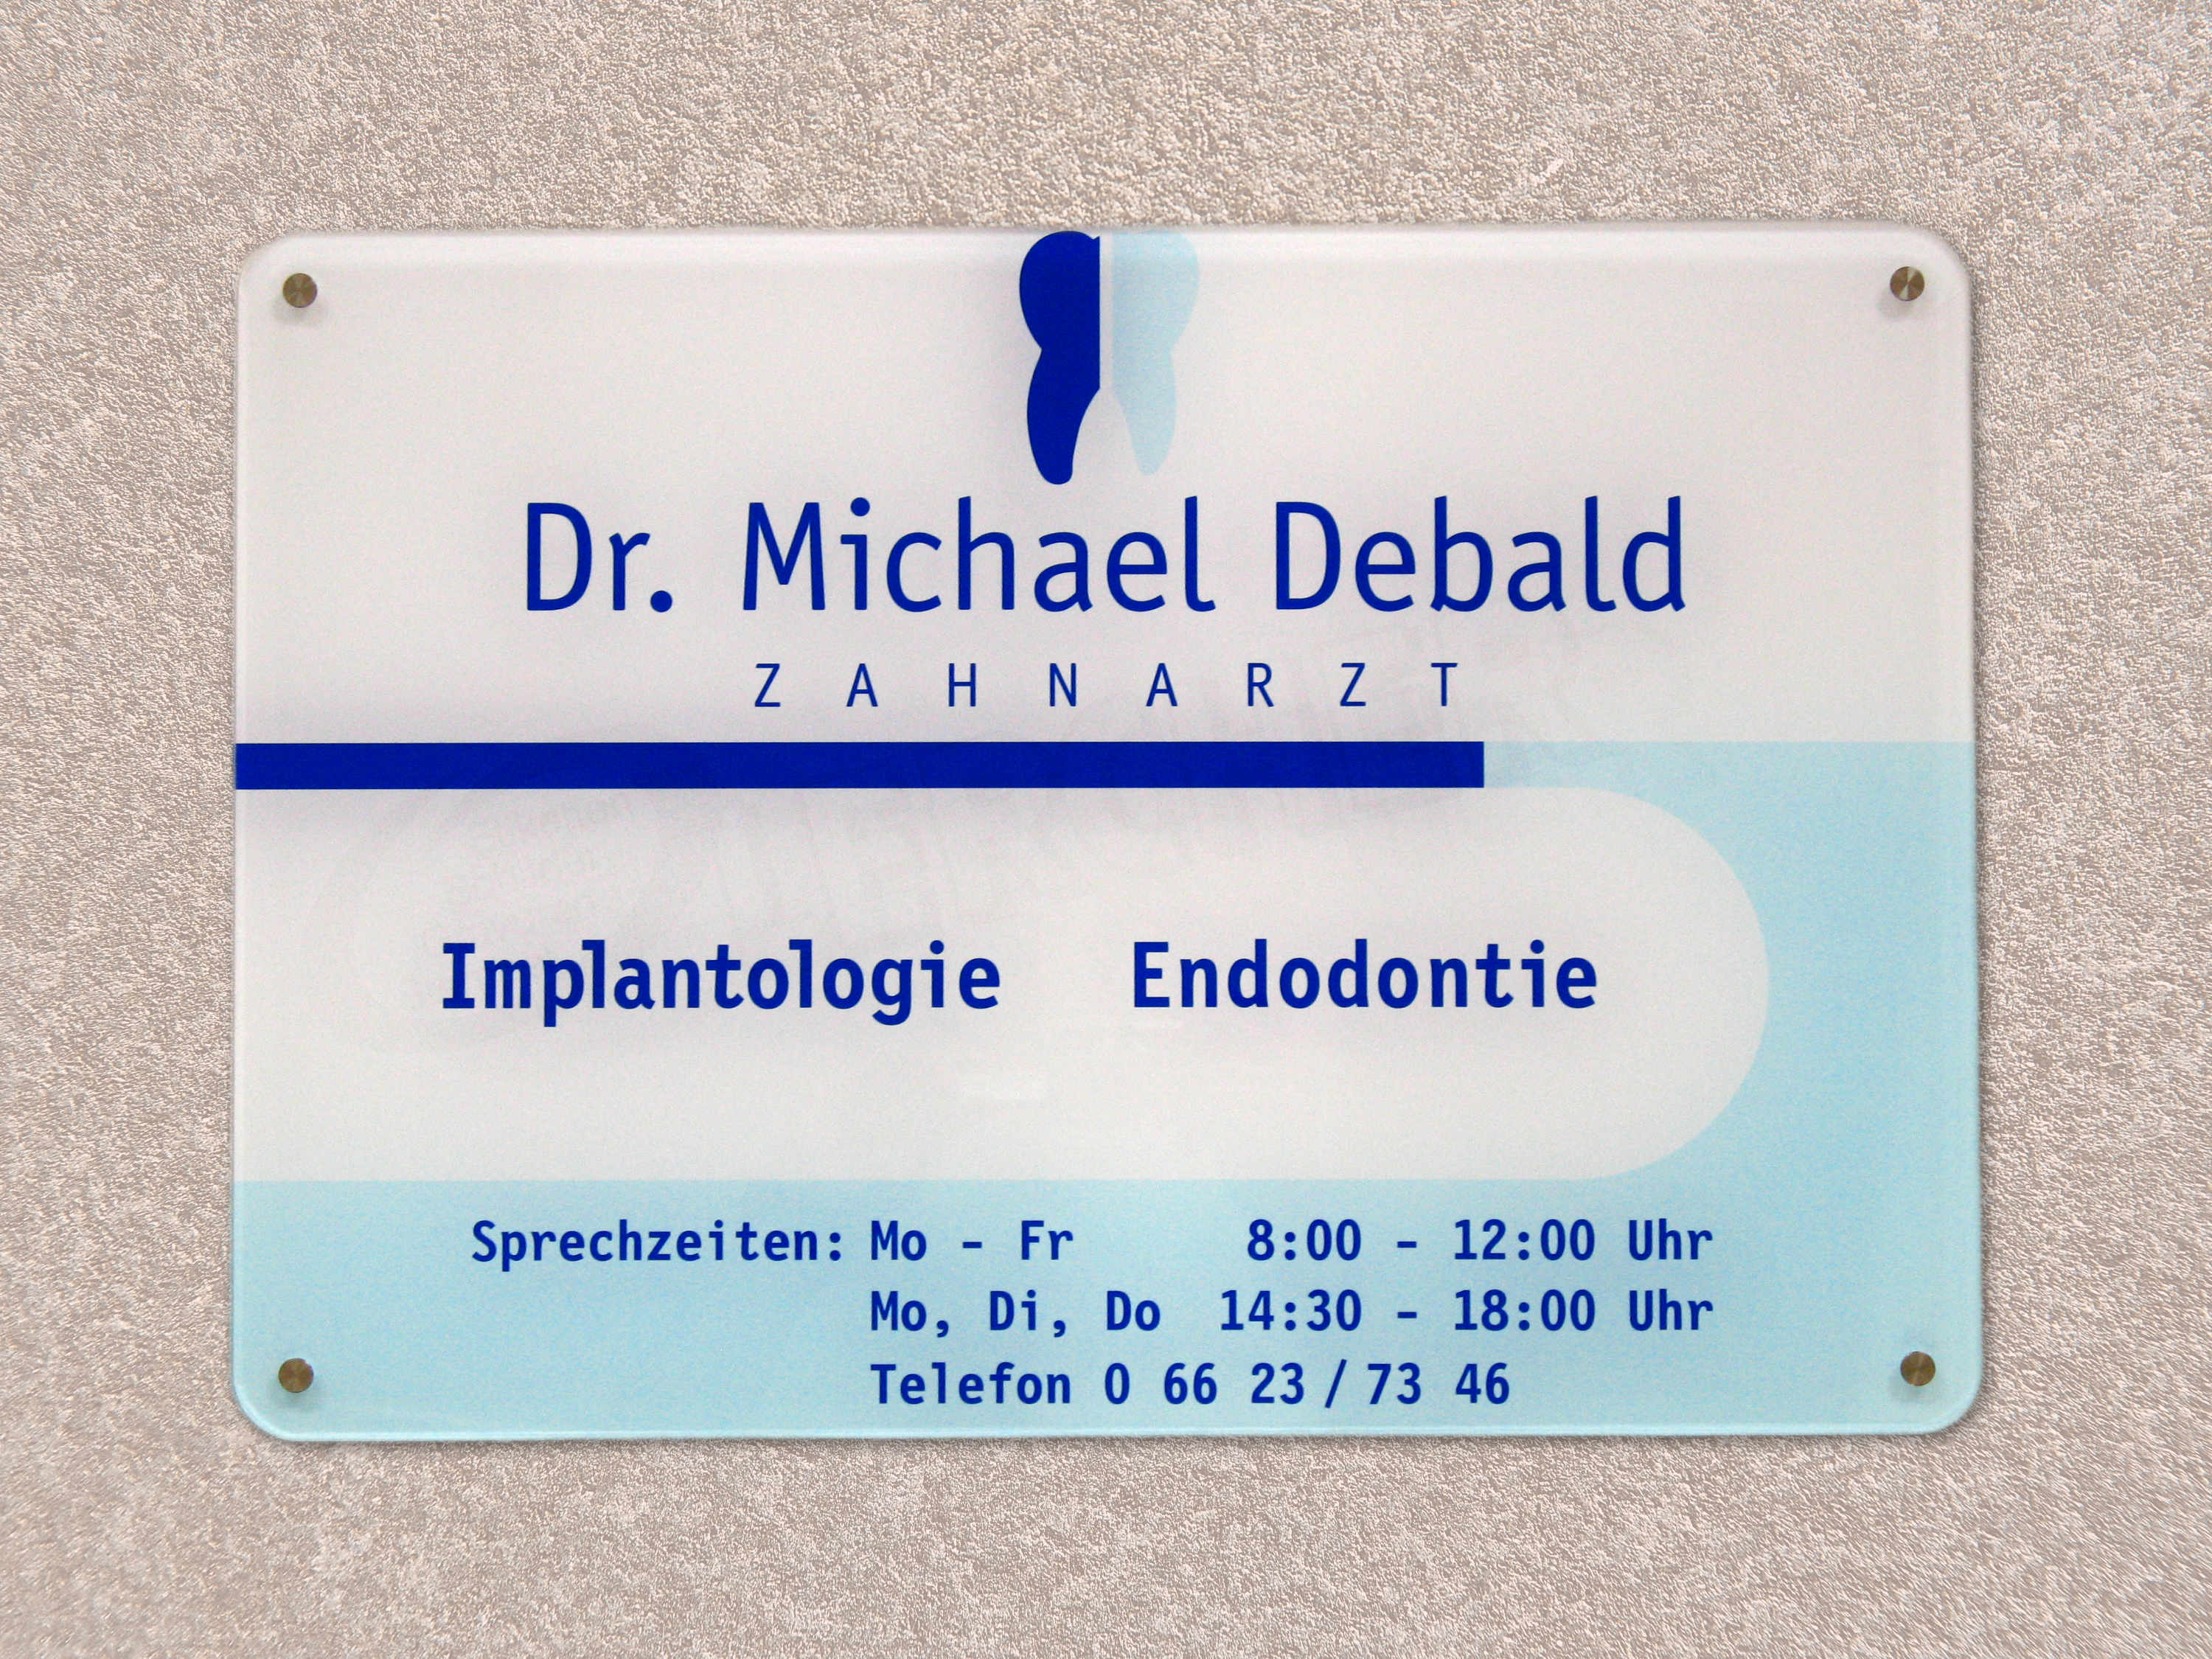 Dr. Michael Debald
ZAHNARZT
Implantologie Endodontie
Sprechzeiten: Mo - Fr 8:00 - 12:00 Uhr
Mo, Di, Do 14:30 - 18:00 Uhr
Telefon 0 66 23 / 73 46